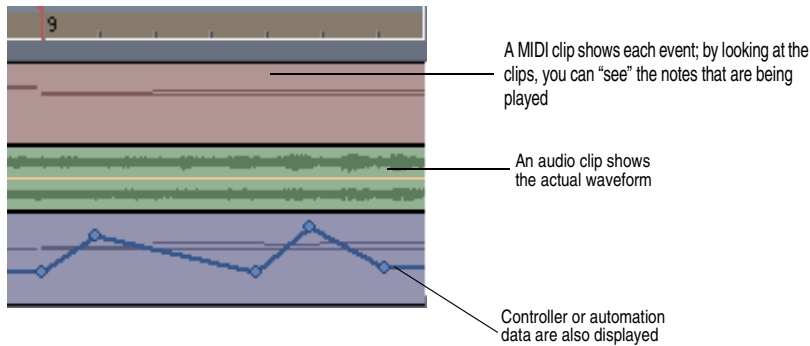 9
A MIDI clip shows each event; by looking at the
clips, you can “see” the notes that are being
played
An audio clip shows
the actual waveform
Controller or automation
data are also displayed